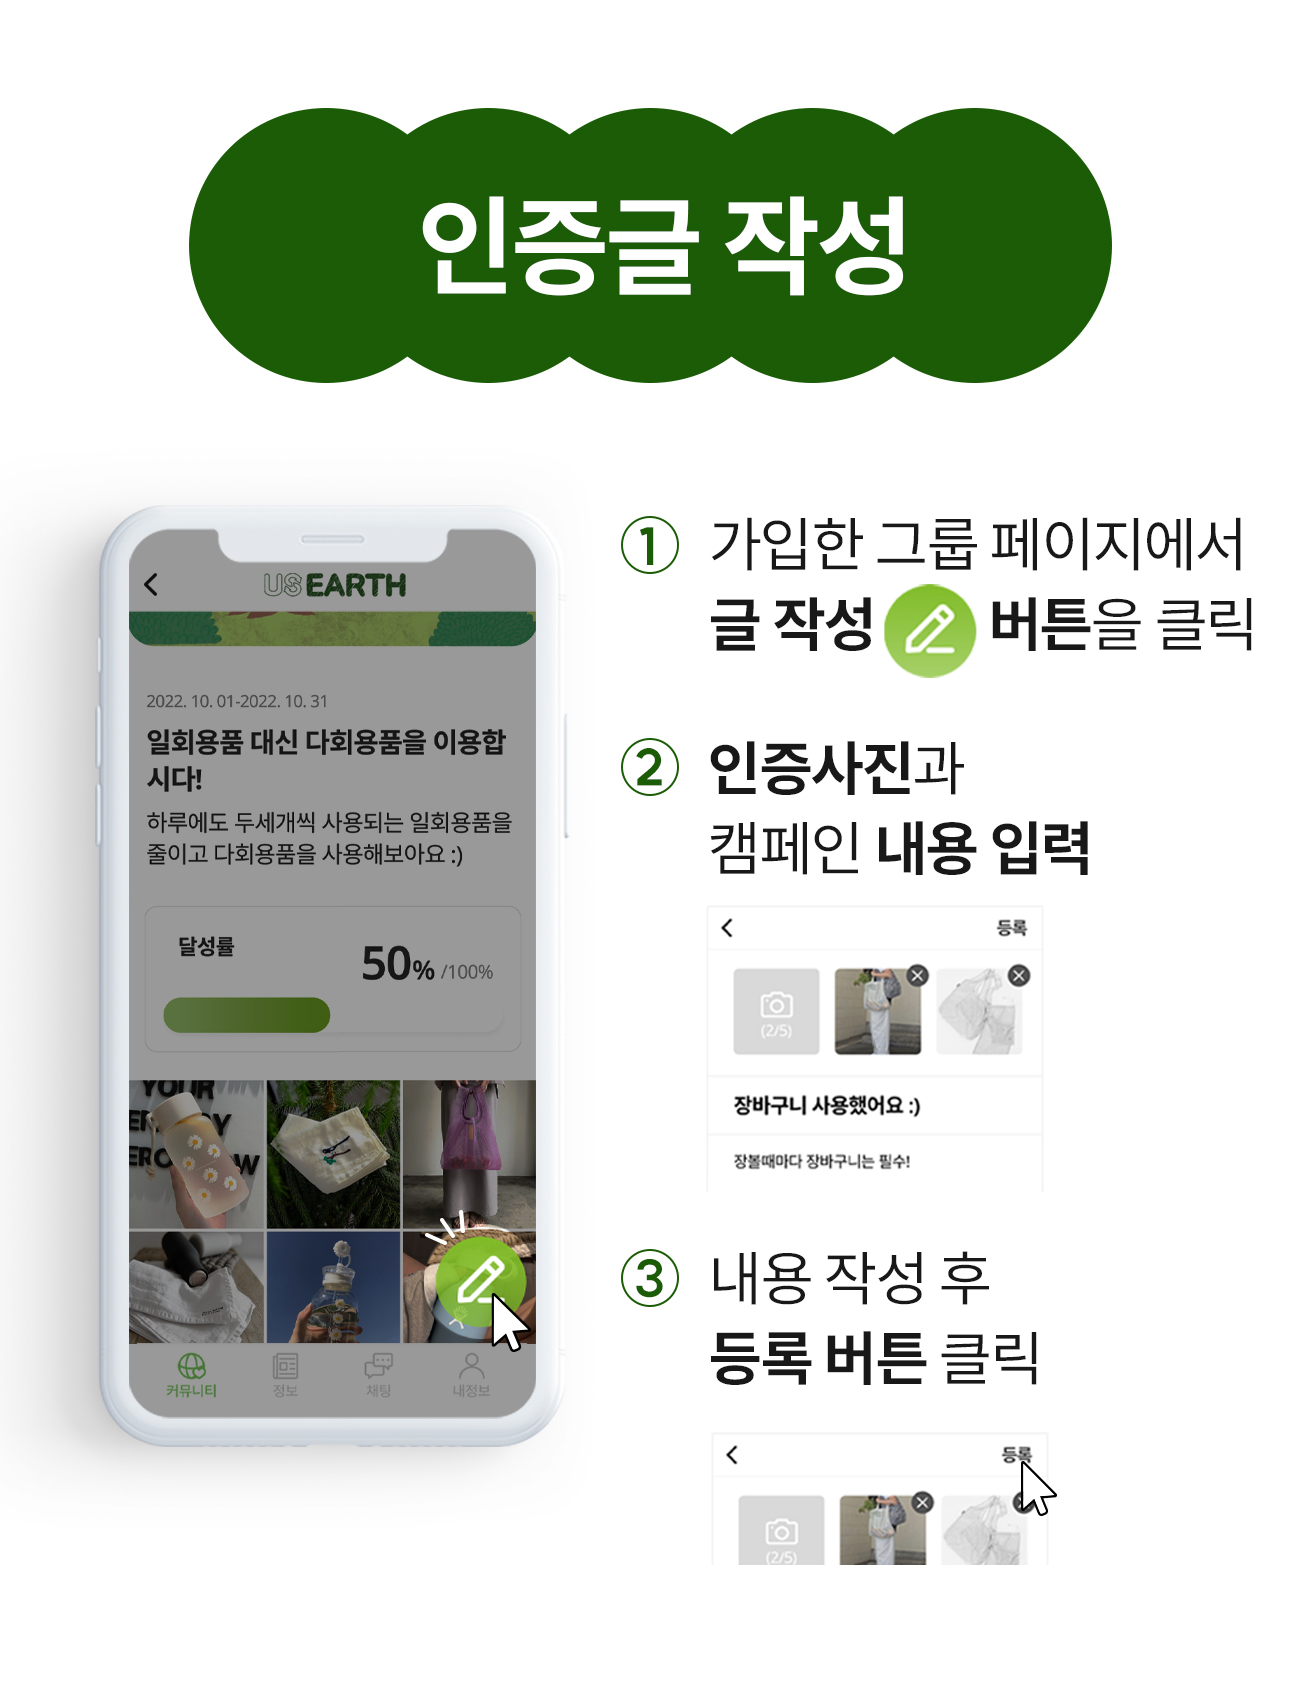 인증글 작성
US EARTH
2022. 10. 01-2022. 10. 31
일회용품 대신 다회용품을 이용합
시다!
하루에도 두세개씩 사용되는 일회용품을
줄이고 다회용품을 사용해보아요 :)
달성률
50% /100%
YOUR
커뮤니티
정보
채팅
내정보
① 가입한 그룹 페이지에서
글 작성 버튼을 클릭
② 인증사진과
캠페인 내용 입력
등록
(2/5)
장바구니 사용했어요 :)
장볼때마다 장바구니는 필수!
③ 내용 작성 후
등록 버튼 클릭
등록
(2/5)